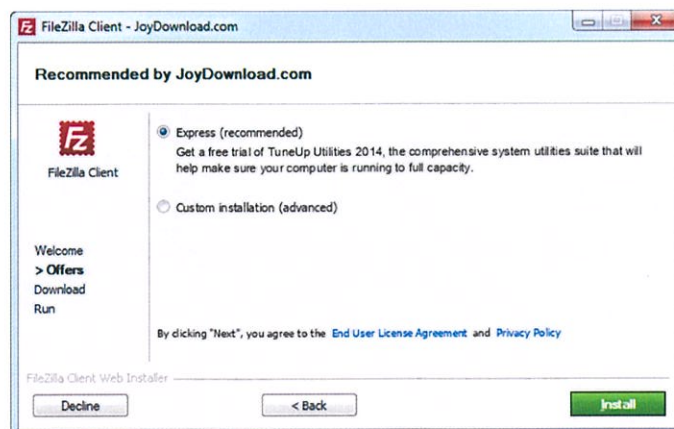 FileZilla Client - JoyDownload.com
Recommended by JoyDownload.com
Fz
FileZilla Client
Express (recommended)
Get a free trial of TuneUp Utilities 2014, the comprehensive system utilities suite that will
help make sure your computer is running to full capacity.
Custom installation (advanced)
Welcome
> Offers
Download
Run
By clicking "Next", you agree to the End User License Agreement and Privacy Policy
FileZilla Client Web Installer
Decline
< Back
Install